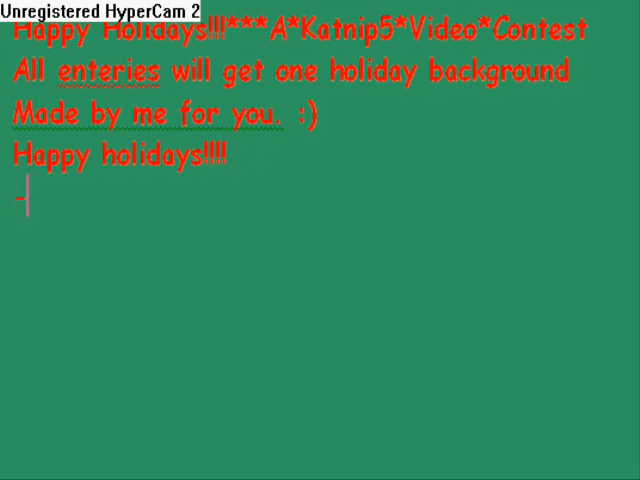 Unregistered HyperCam 2
Happy Holidays!!!***A*Katnip5*Video*Contest
All enteries will get one holiday background
Made by me for you. :)
Happy holidays!!!!
-